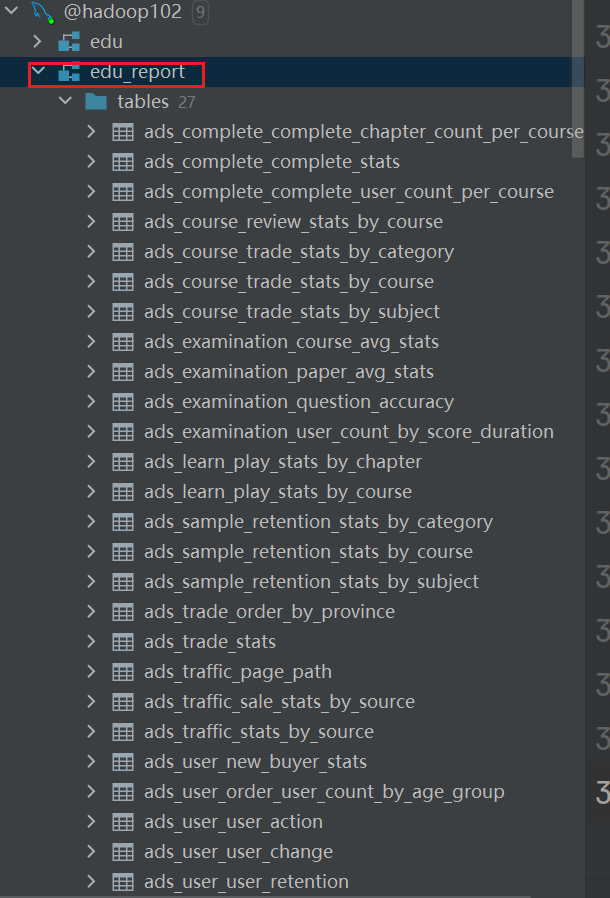 @hadoop102 9
edu
edu_report
tables 27
ads_complete_complete_chapter_count_per_course
ads_complete_complete_stats
ads_complete_complete_user_count_per_course
ads_course_review_stats_by_course
ads_course_trade_stats_by_category
ads_course_trade_stats_by_course
ads_course_trade_stats_by_subject
ads_examination_course_avg_stats
ads_examination_paper_avg_stats
ads_examination_question_accuracy
ads_examination_user_count_by_score_duration
ads_learn_play_stats_by_chapter
ads_learn_play_stats_by_course
ads_sample_retention_stats_by_category
ads_sample_retention_stats_by_course
ads_sample_retention_stats_by_subject
ads_trade_order_by_province
ads_trade_stats
ads_traffic_page_path
ads_traffic_sale_stats_by_source
ads_traffic_stats_by_source
ads_user_new_buyer_stats
ads_user_order_user_count_by_age_group
ads_user_user_action
ads_user_user_change
ads_user_user_retention